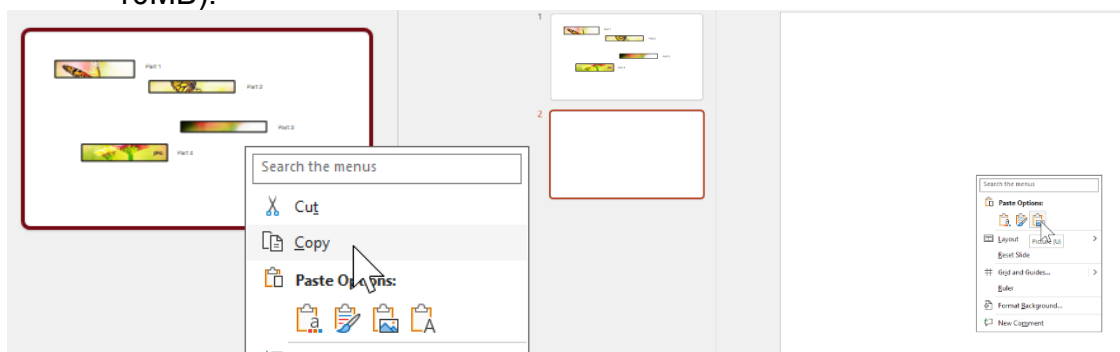 10MB).
Part 1
Part 2
Part 3
Part 4
Search the menus
Cut
Copy
Paste Options:
1
2
Search the menus
Paste Options:
Layout
Picture (U)
Reset Slide
Grid and Guides...
Ruler
Format Background...
New Comment